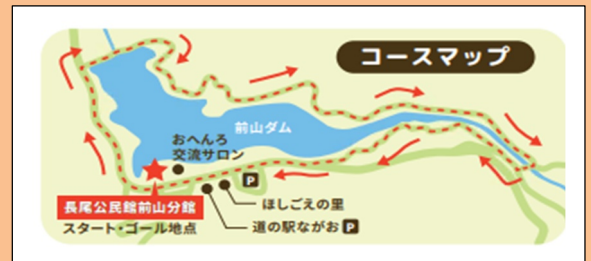 コースマップ
前山ダム
おへんろ
交流サロン
P
長尾公民館前山分館
スタート・ゴール地点
ほしごえの里
道の駅ながお P